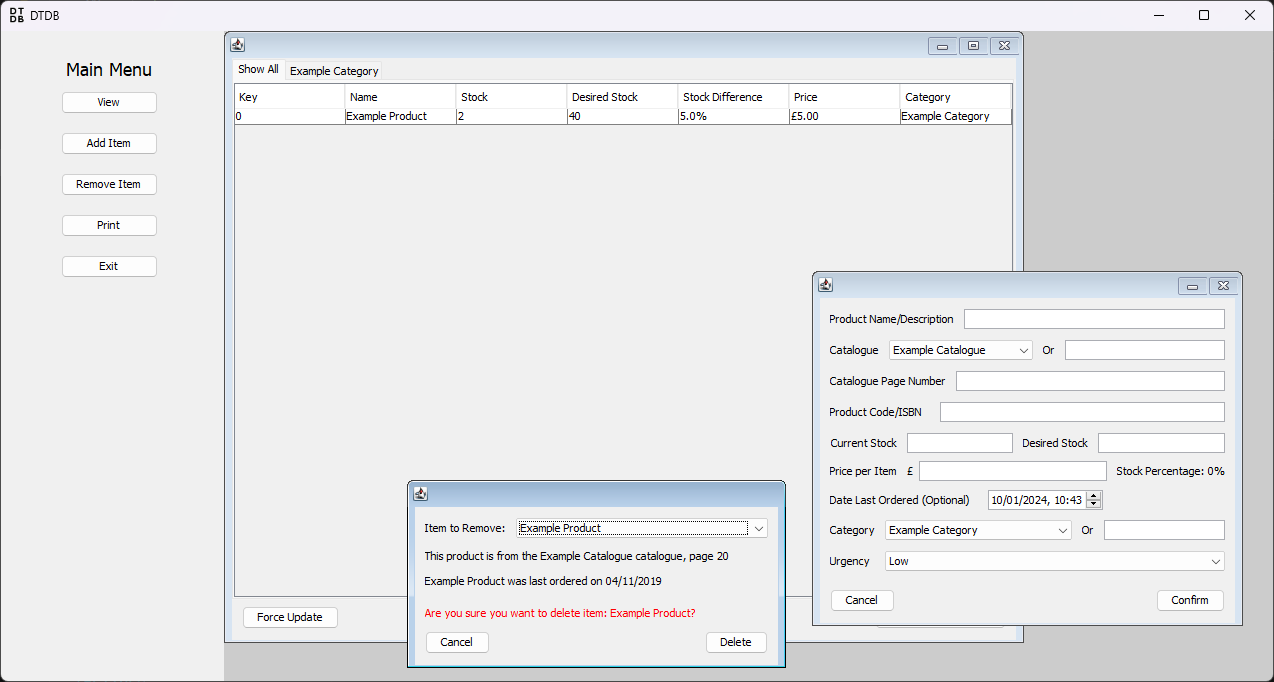 DT
DB DTDB
Main Menu
View
Add Item
Remove Item
Print
Exit
Show All Example Category
Key Name Stock Desired Stock Stock Difference Price Category
0 Example Product 2 40 5.0% £5.00 Example Category
Force Update
Product Name/Description
Catalogue Example Catalogue Or
Catalogue Page Number
Product Code/ISBN
Current Stock Desired Stock
Price per Item £ Stock Percentage: 0%
Date Last Ordered (Optional) 10/01/2024, 10:43
Category Example Category Or
Urgency Low
Cancel Confirm
Item to Remove: Example Product
This product is from the Example Catalogue catalogue, page 20
Example Product was last ordered on 04/11/2019
Are you sure you want to delete item: Example Product?
Cancel Delete